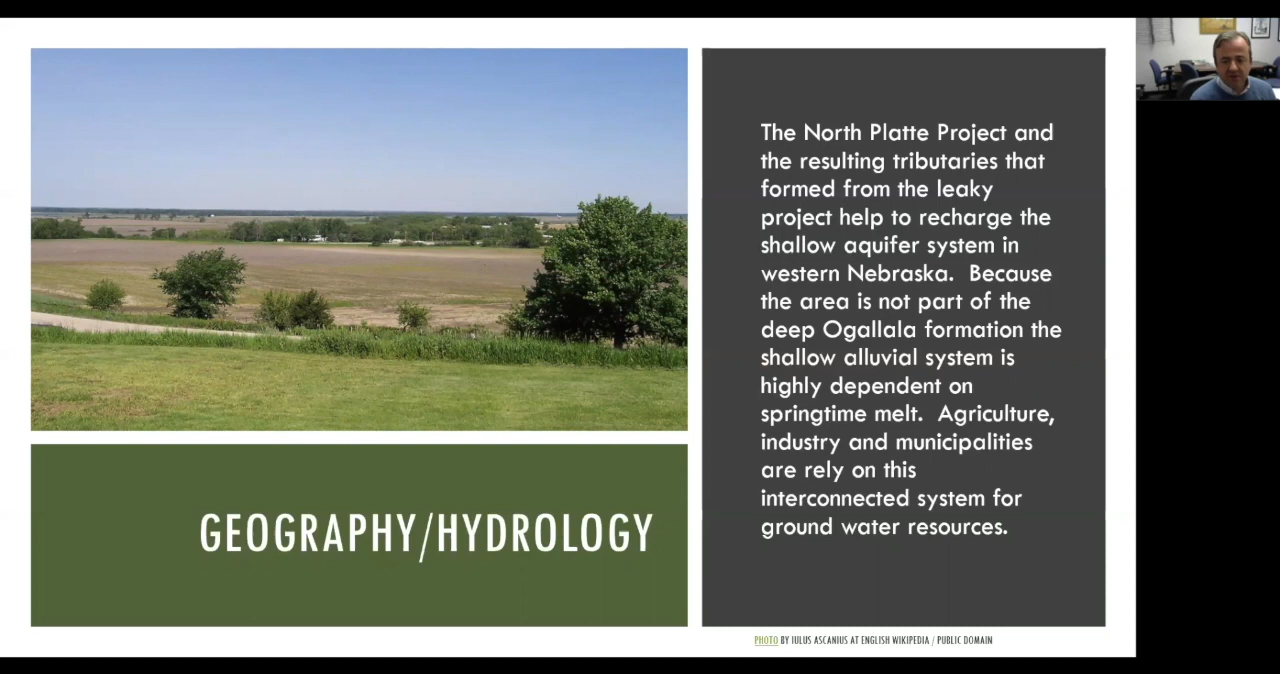 The North Platte Project and
the resulting tributaries that
formed from the leaky
project help to recharge the
shallow aquifer system in
western Nebraska.  Because
the area is not part of the
deep Ogallala formation the
shallow alluvial system is
highly dependent on
springtime melt.  Agriculture,
industry and municipalities
are rely on this
interconnected system for
ground water resources.
GEOGRAPHY/HYDROLOGY
PHOTO BY IULUS ASCANIUS AT ENGLISH WIKIPEDIA / PUBLIC DOMAIN